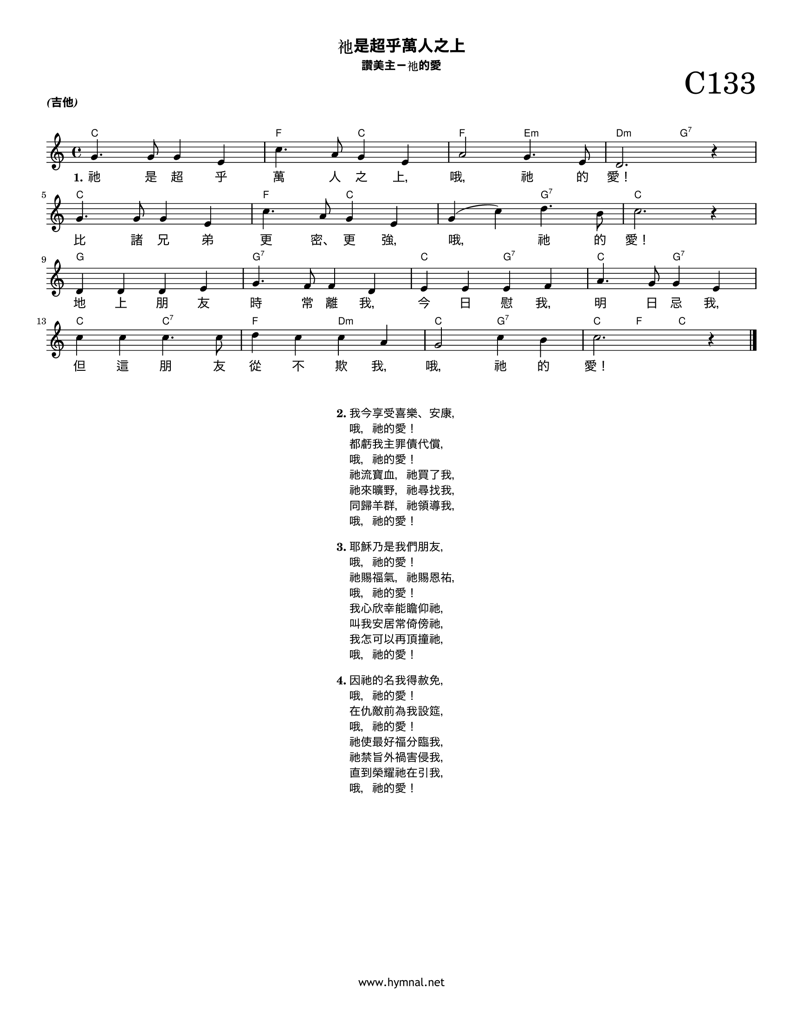 祂是超乎萬人之上
讚美主－祂的愛
C133
(吉他)
C F C F Em Dm G7
1. 祂 是 超 乎 萬 人 之 上, 哦, 祂 的 愛！
5 C F C G7 C
比 諸 兄 弟 更 密、更 強, 哦, 祂 的 愛！
9 G G7 C G7 C G7
地 上 朋 友 時 常 離 我, 今 日 慰 我, 明 日 忌 我,
13 C C7 F Dm C G7 C F C
但 這 朋 友 從 不 欺 我, 哦, 祂 的 愛！
2. 我今享受喜樂、安康,
哦, 祂的愛！
都虧我主罪債代償,
哦, 祂的愛！
祂流寶血, 祂買了我,
祂來曠野, 祂尋找我,
同歸羊群, 祂領導我,
哦, 祂的愛！
3. 耶穌乃是我們朋友,
哦, 祂的愛！
祂賜福氣, 祂賜恩祐,
哦, 祂的愛！
我心欣幸能瞻仰祂,
叫我安居常倚傍祂,
我怎可以再頂撞祂,
哦, 祂的愛！
4. 因祂的名我得赦免,
哦, 祂的愛！
在仇敵前為我設筵,
哦, 祂的愛！
祂使最好福分臨我,
祂禁旨外禍害侵我,
直到榮耀祂在引我,
哦, 祂的愛！
www.hymnal.net